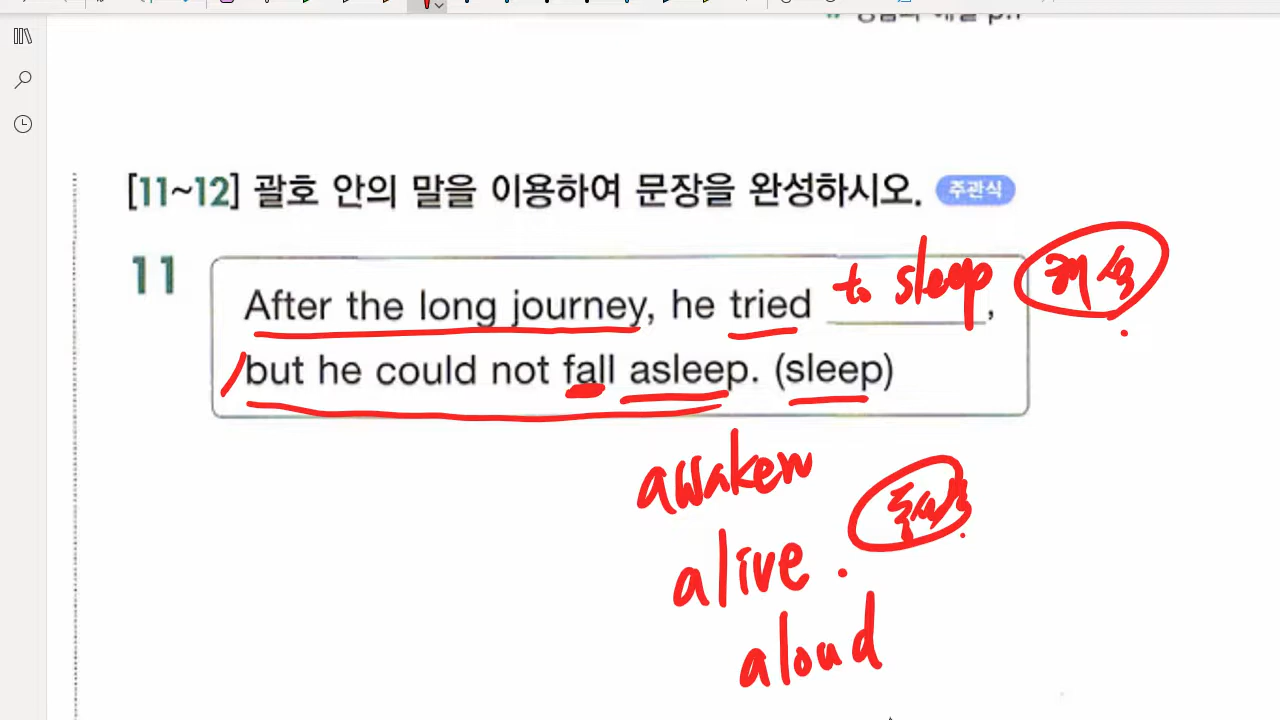 [11~12] 괄호 안의 말을 이용하여 문장을 완성하시오. 주관식
11
After the long journey, he tried to sleep,
but he could not fall asleep. (sleep)
awaken
alive.
aloud